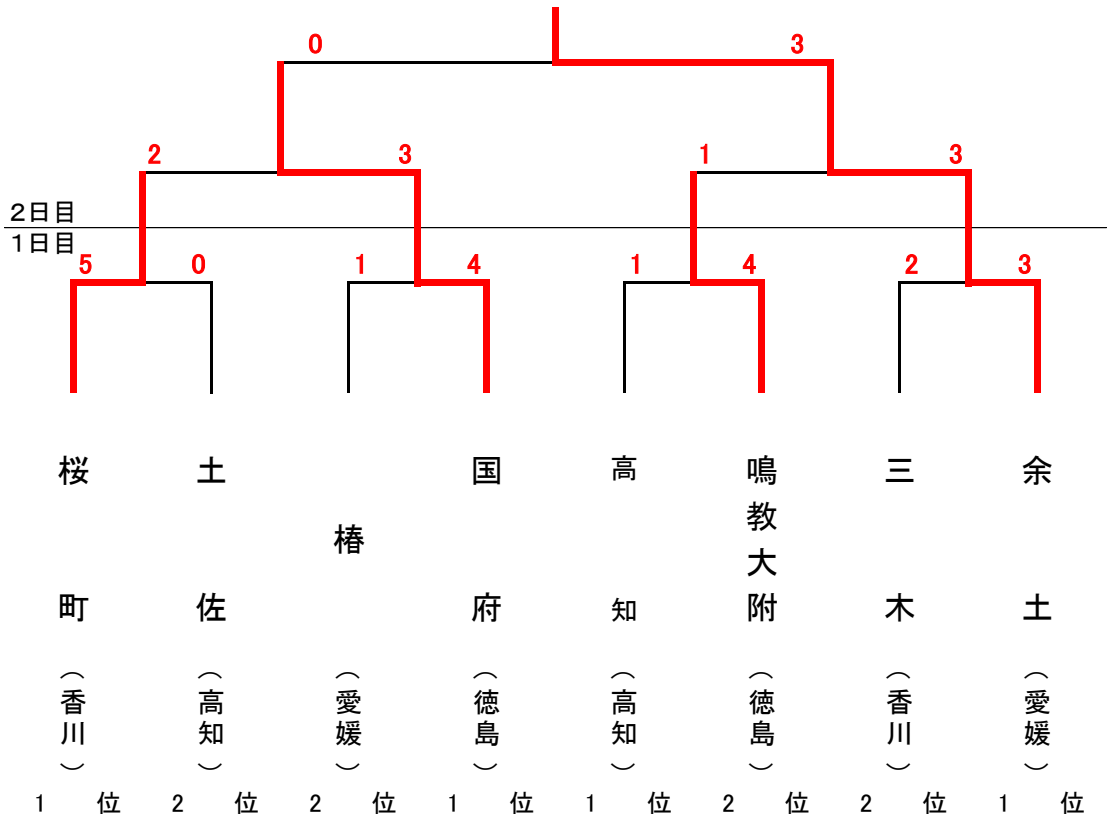 0 3
2 3 1 3
2日目
1日目
5 0 1 4 1 4 2 3
桜町
土佐
椿
国府
高知
鳴教大附
三木
余土
（香川）
（高知）
（愛媛）
（徳島）
（高知）
（徳島）
（香川）
（愛媛）
1位 2位 2位 1位 1位 2位 2位 1位